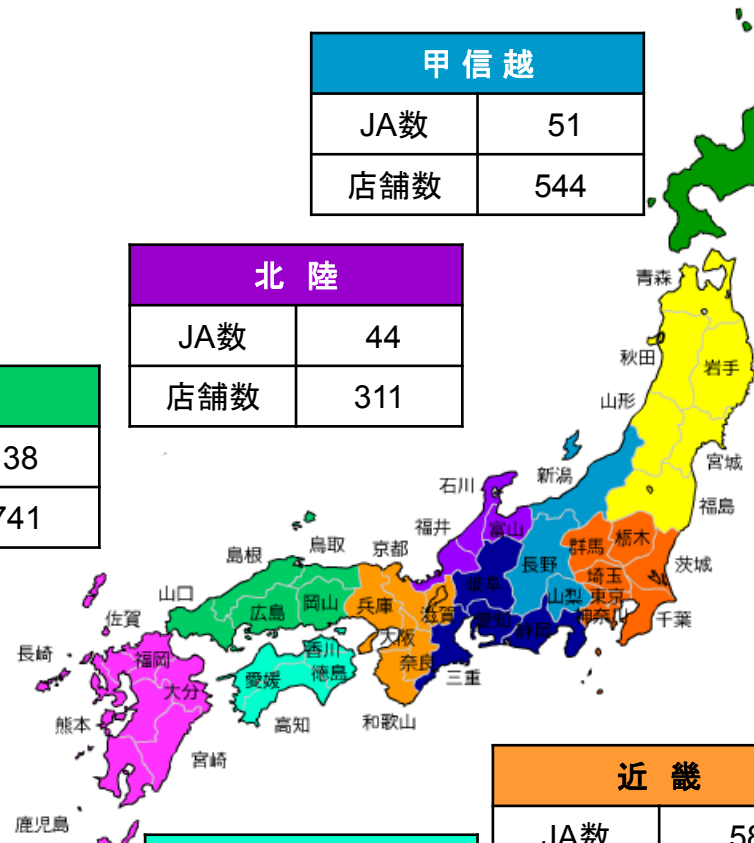 甲 信 越
JA数 51
店舗数 544
北 陸
JA数 44
店舗数 311
38
741
青森
秋田
岩手
山形
宮城
新潟
福島
石川
福井
富山
群馬
栃木
茨城
長野
埼玉
山梨
東京
神奈川
千葉
岐阜
愛知
静岡
三重
島根
鳥取
京都
山口
広島
岡山
兵庫
滋賀
大阪
奈良
和歌山
香川
愛媛
徳島
高知
佐賀
長崎
福岡
大分
熊本
宮崎
鹿児島
近 畿
JA数 58